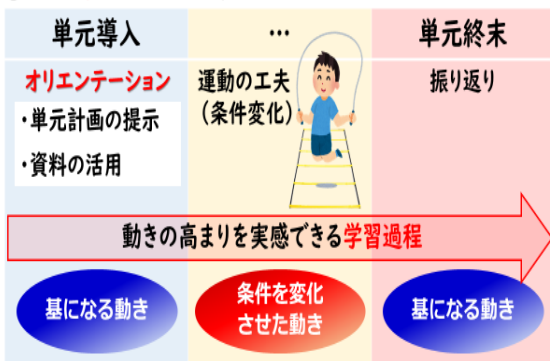 単元導入
…
単元終末
オリエンテーション
・単元計画の提示
・資料の活用
運動の工夫
(条件変化)
振り返り
動きの高まりを実感できる学習過程
基になる動き
条件を変化
させた動き
基になる動き